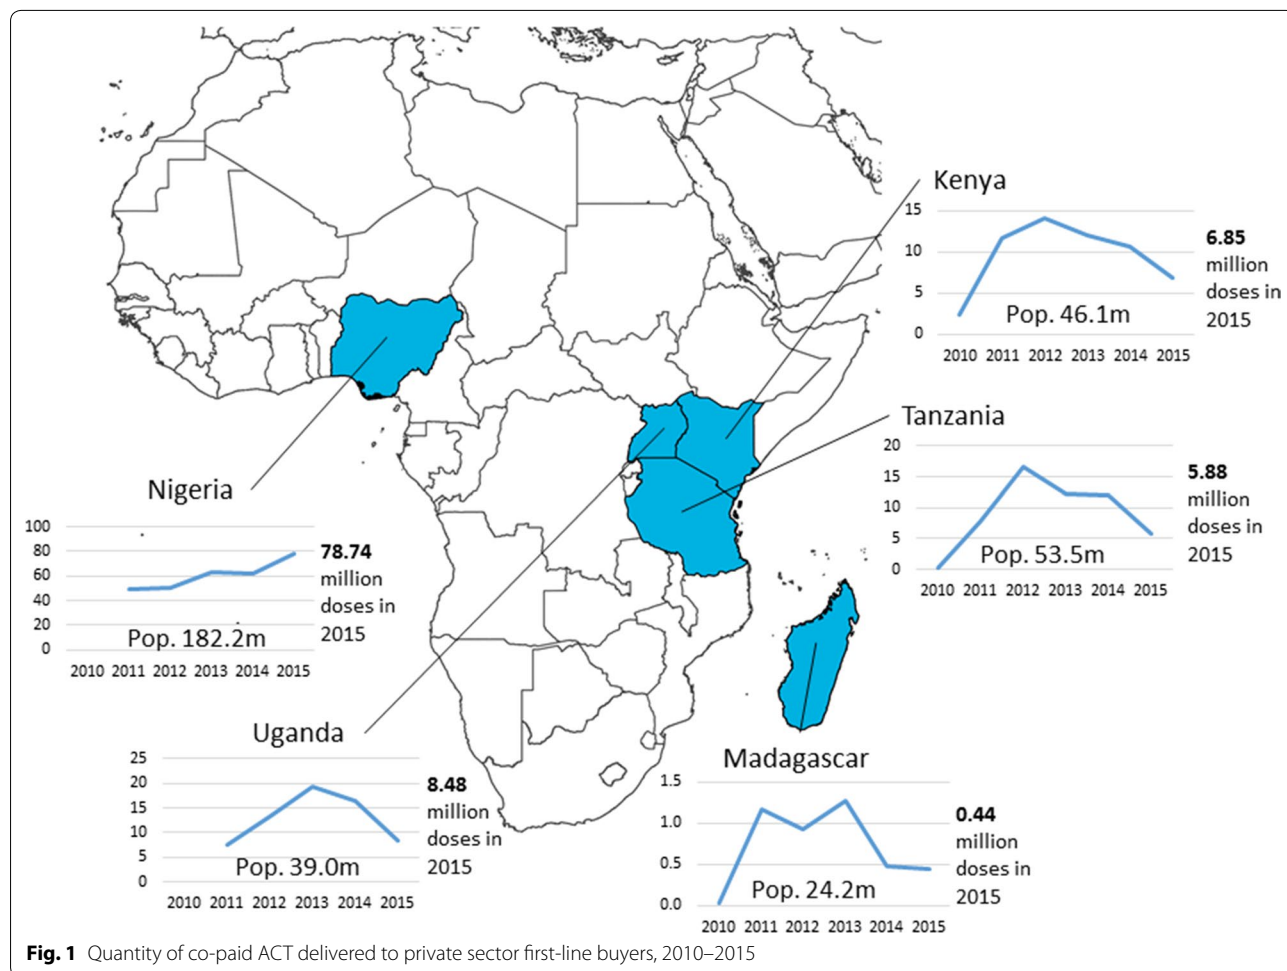 Kenya
15
10
5
0
Pop. 46.1m
2010 2011 2012 2013 2014 2015
6.85
million
doses in
2015
Tanzania
20
15
10
5
0
Pop. 53.5m
2010 2011 2012 2013 2014 2015
5.88
million
doses in
2015
Nigeria
100
80
60
40
20
0
Pop. 182.2m
2010 2011 2012 2013 2014 2015
78.74
million
doses in
2015
Uganda
25
20
15
10
5
0
Pop. 39.0m
2010 2011 2012 2013 2014 2015
8.48
million
doses in
2015
Madagascar
1.5
1.0
0.5
0.0
Pop. 24.2m
2010 2011 2012 2013 2014 2015
0.44
million
doses in
2015
Fig. 1 Quantity of co-paid ACT delivered to private sector first-line buyers, 2010–2015